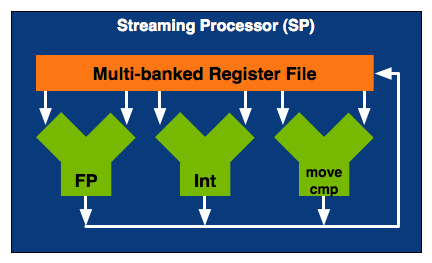 Streaming Processor (SP)
Multi-banked Register File
FP
Int
move
cmp